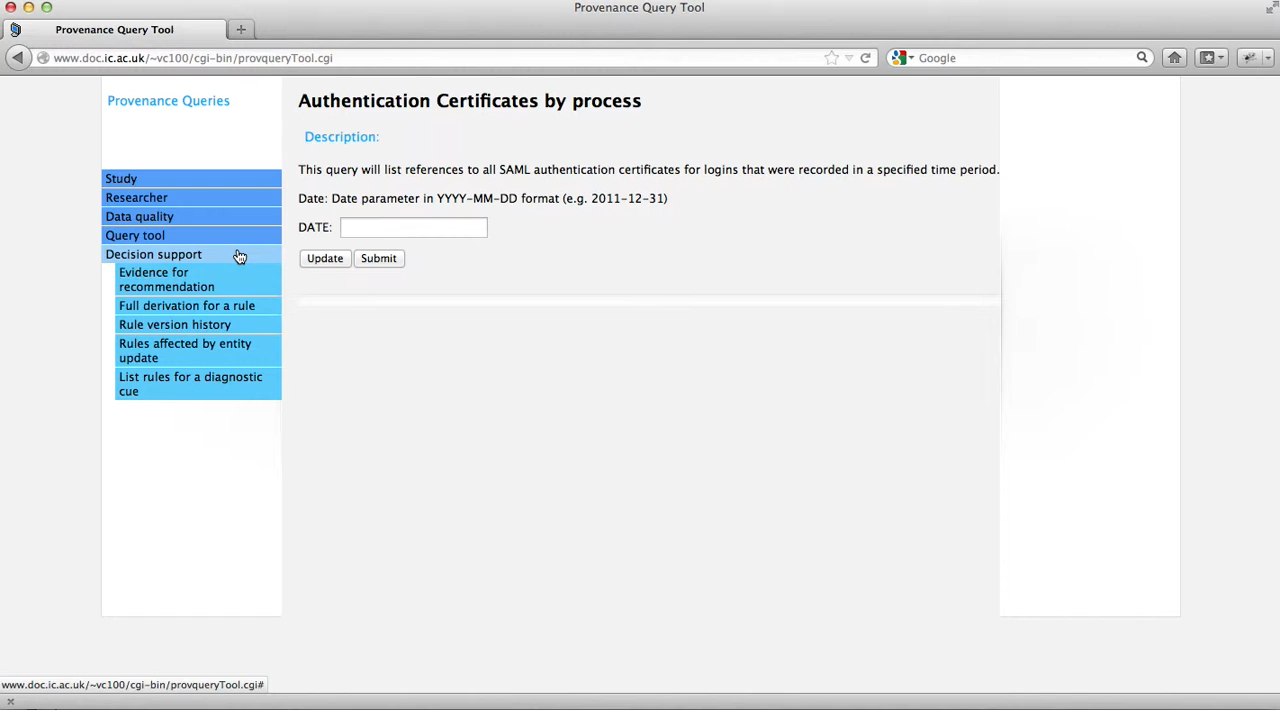 Provenance Query Tool
Provenance Query Tool
www.doc.ic.ac.uk/~vc100/cgi-bin/provqueryTool.cgi
Google
Provenance Queries
Study
Researcher
Data quality
Query tool
Decision support
Evidence for
recommendation
Full derivation for a rule
Rule version history
Rules affected by entity
update
List rules for a diagnostic
cue
Authentication Certificates by process
Description:
This query will list references to all SAML authentication certificates for logins that were recorded in a specified time period.
Date: Date parameter in YYYY-MM-DD format (e.g. 2011-12-31)
DATE:
Update Submit
www.doc.ic.ac.uk/~vc100/cgi-bin/provqueryTool.cgi#